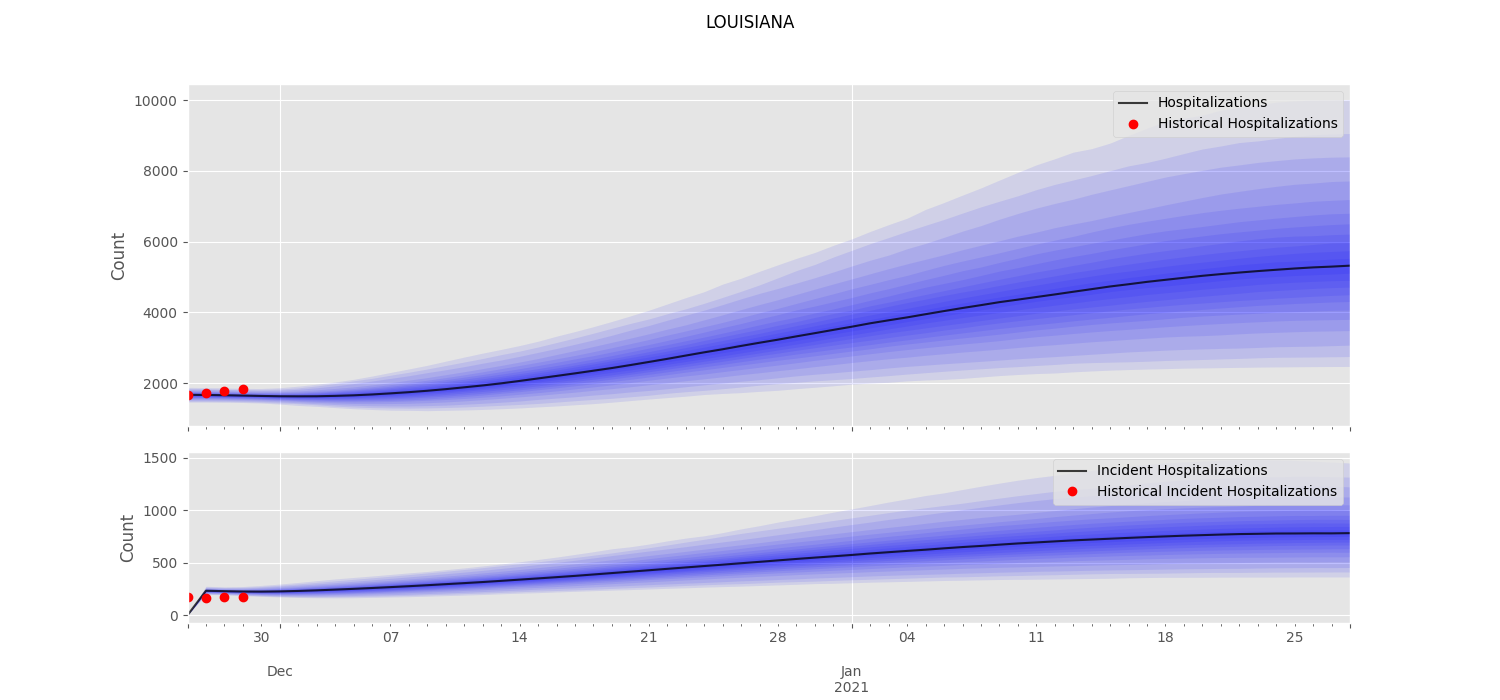 LOUISIANA
10000
8000
6000
4000
2000
Count
Hospitalizations
Historical Hospitalizations
1500
1000
500
0
Count
Incident Hospitalizations
Historical Incident Hospitalizations
30 07 14 21 28 04 11 18 25
Dec Jan
2021